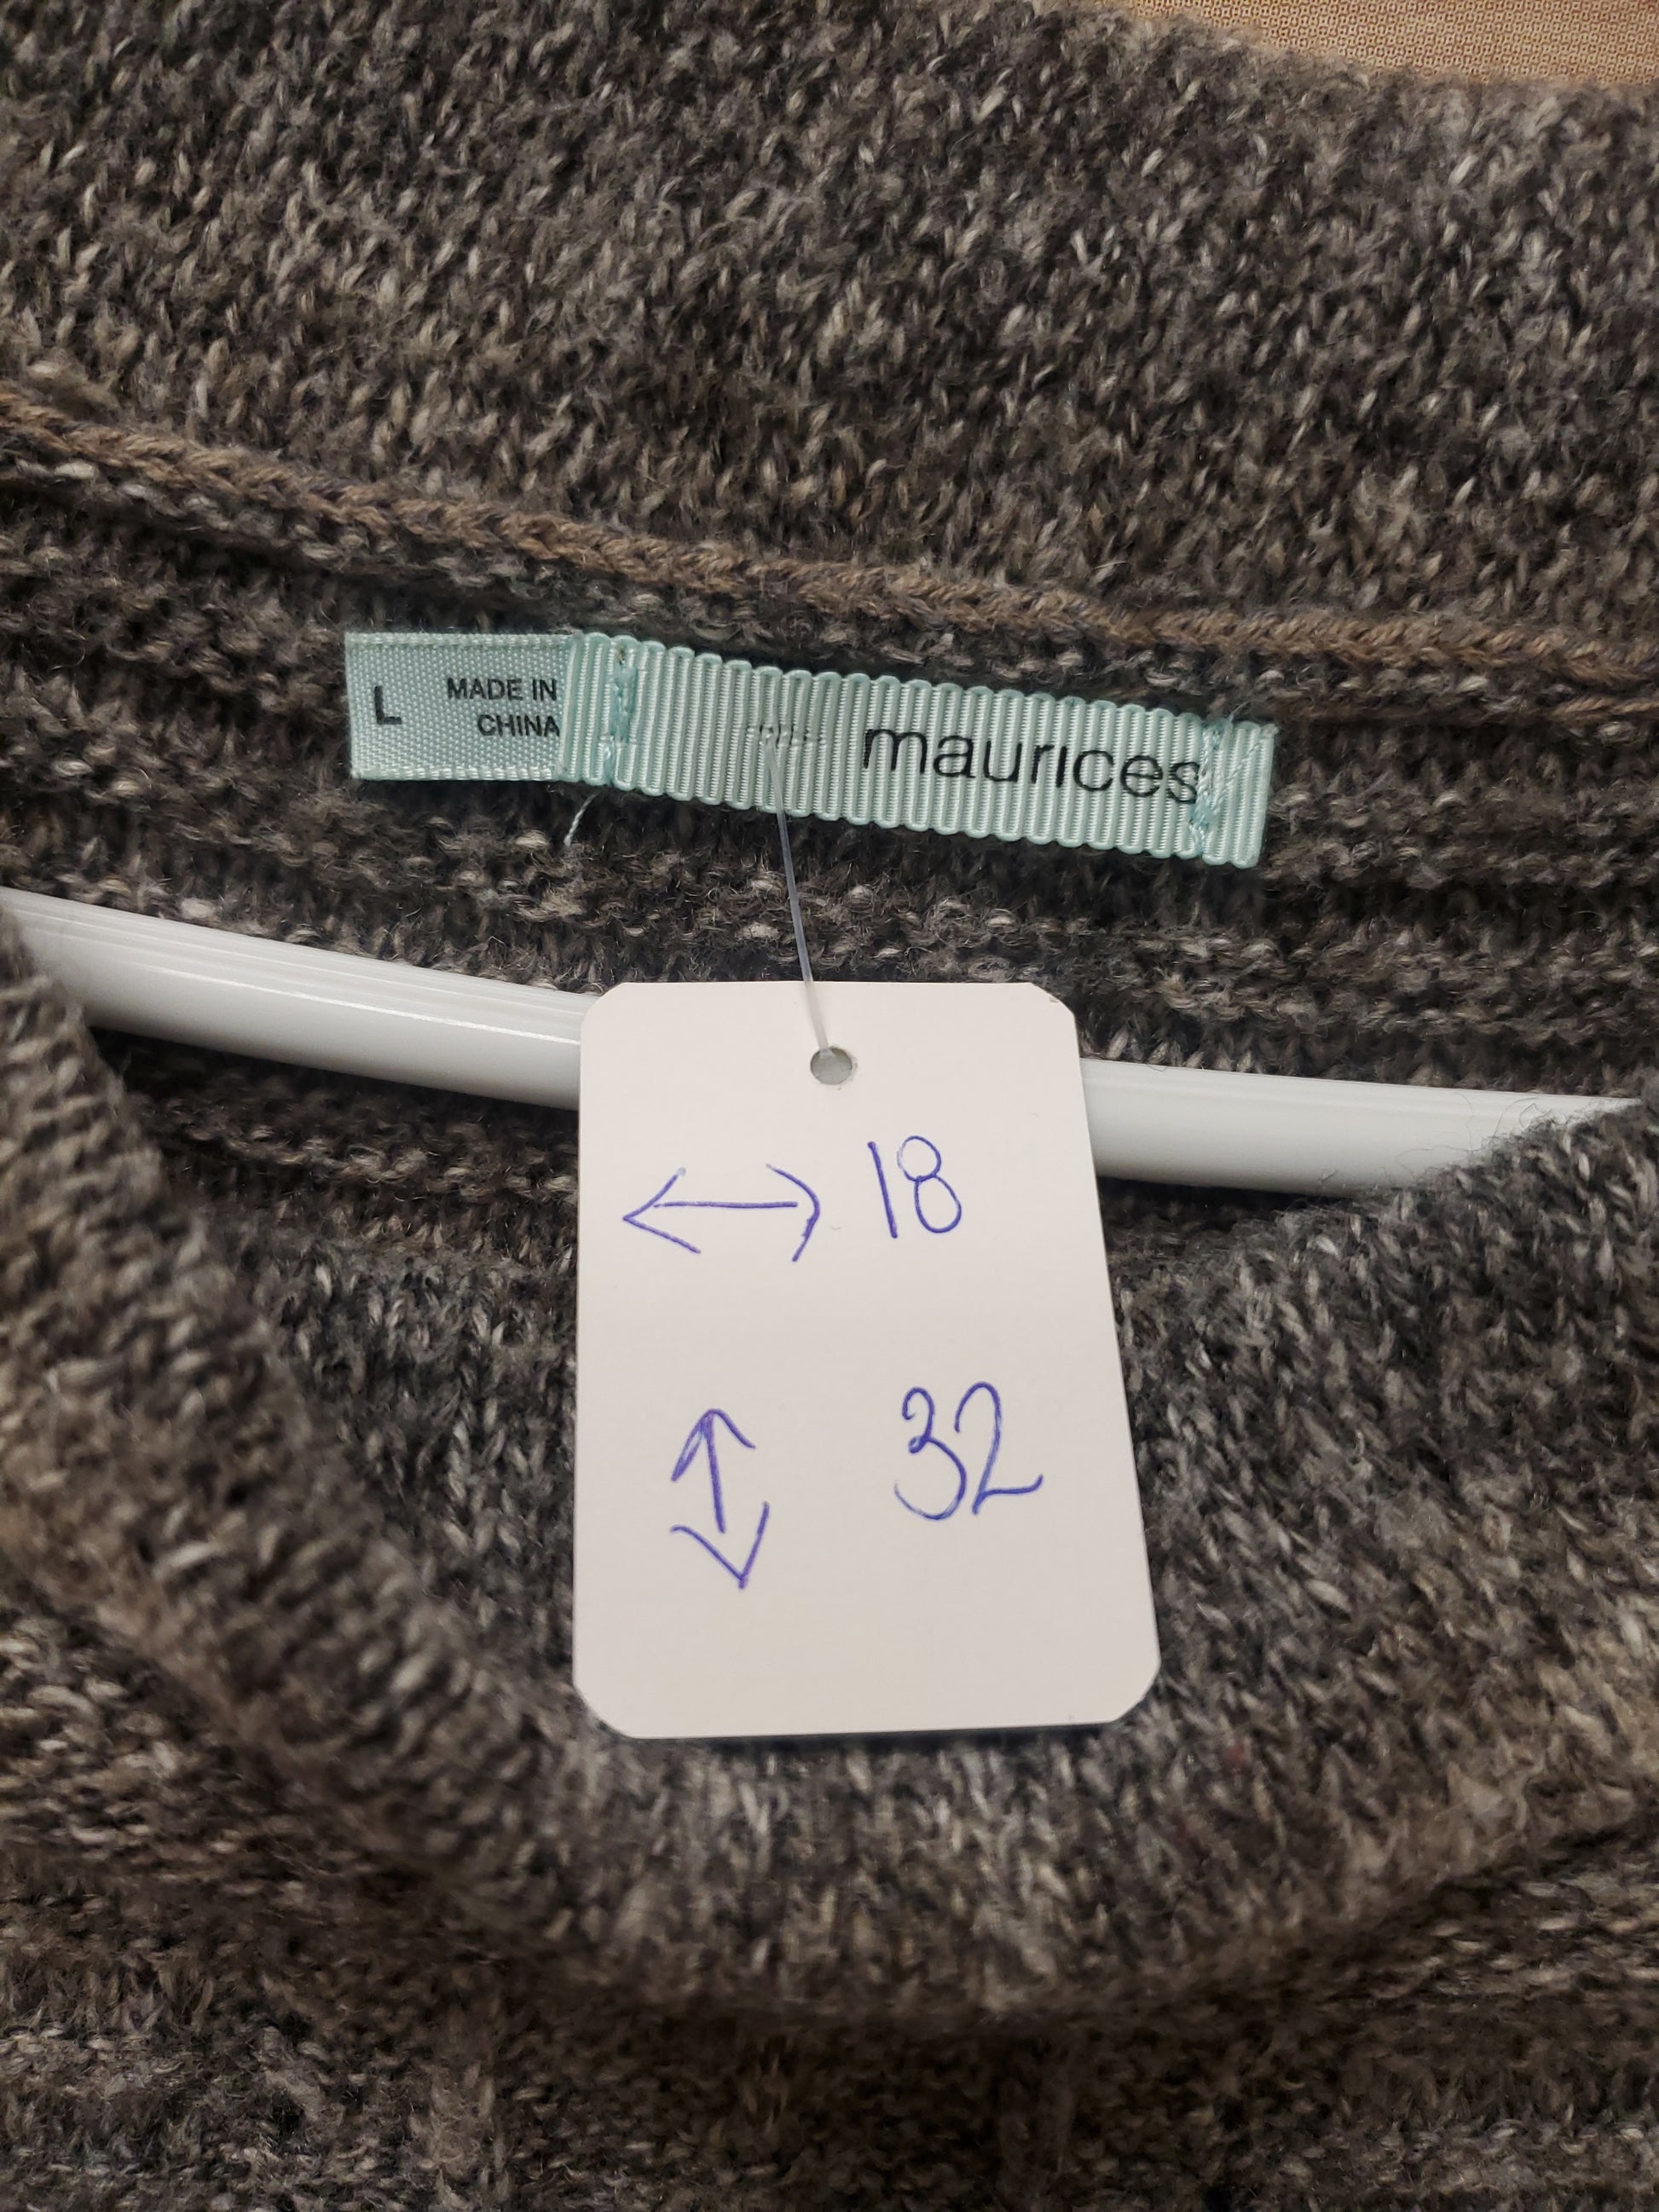 L
MADE IN
CHINA
maurices
↔ 18
↕ 32